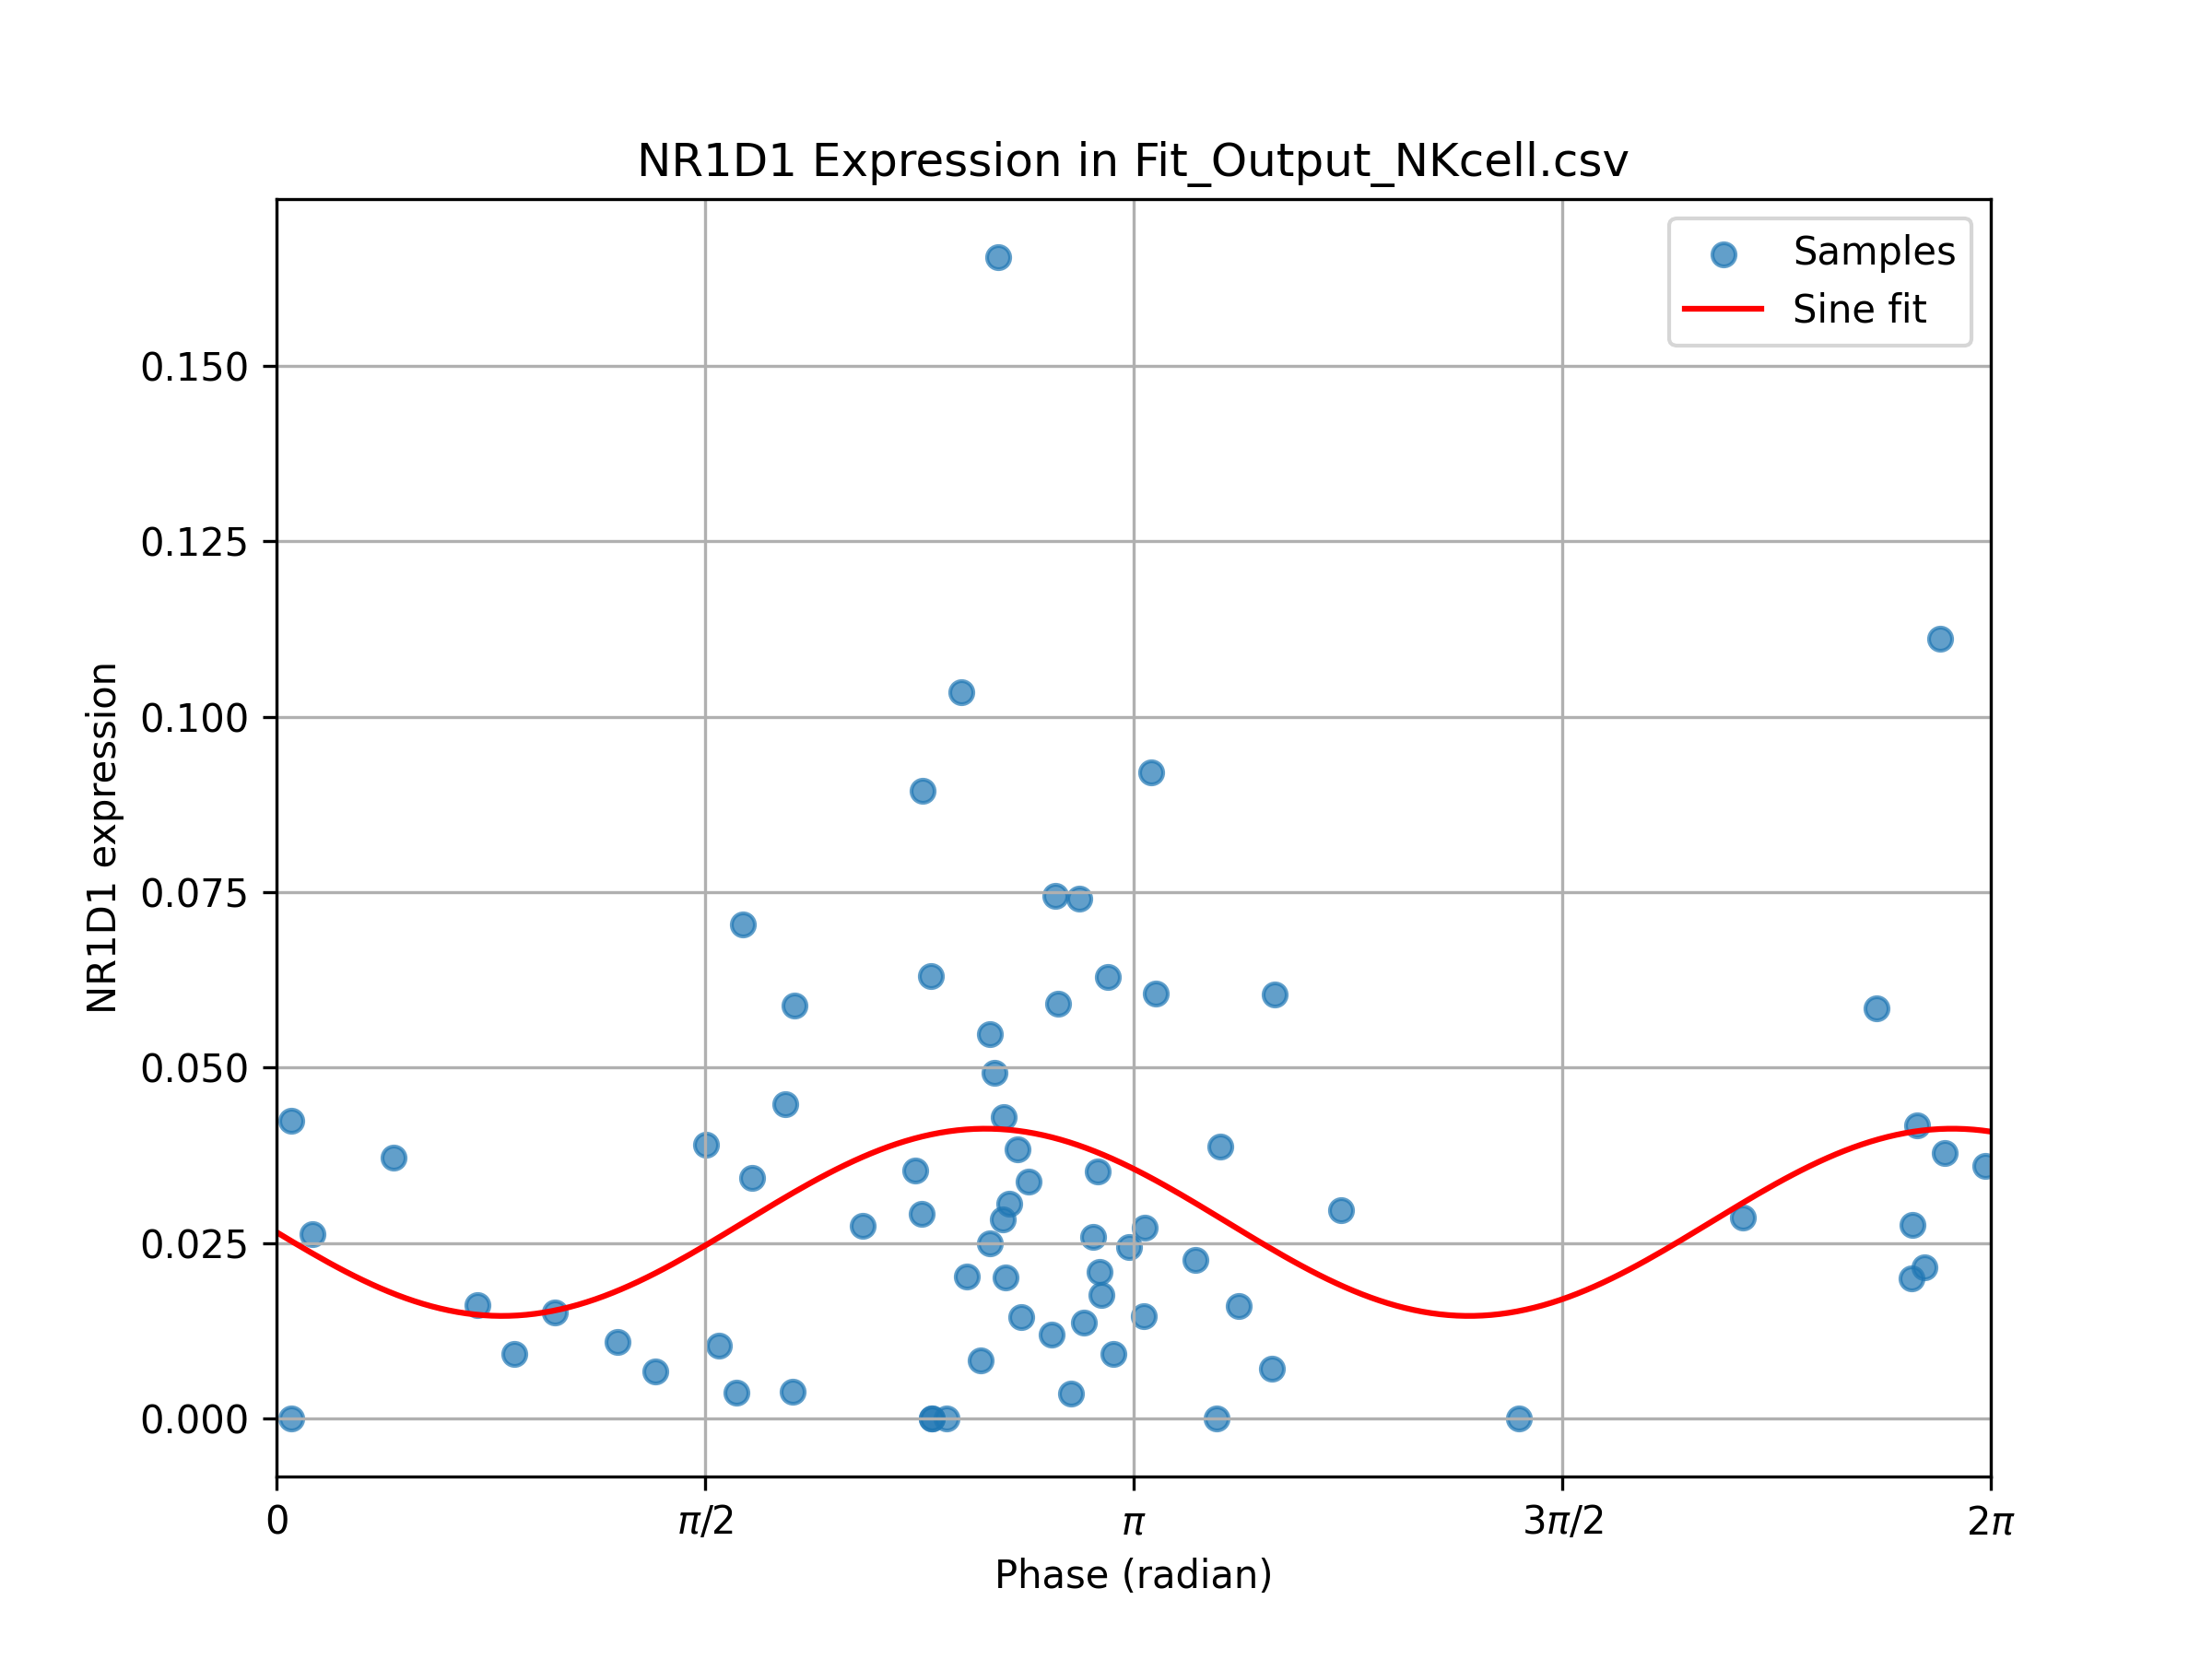 NR1D1 Expression in Fit_Output_NKcell.csv
Samples
Sine fit
0.150
0.125
0.100
0.075
0.050
0.025
0.000
NR1D1 expression
0 π/2 π 3π/2 2π
Phase (radian)